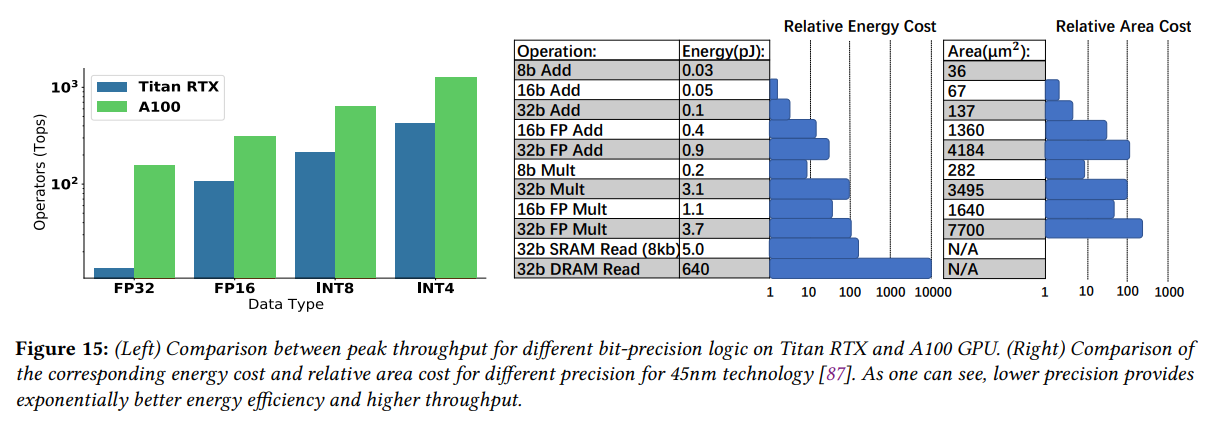 Relative Energy Cost
Relative Area Cost
Operators (Tops)
10³
10²
Titan RTX
A100
FP32
FP16
INT8
INT4
Data Type
Operation: Energy(pJ): Area(μm²):
8b Add 0.03 36
16b Add 0.05 67
32b Add 0.1 137
16b FP Add 0.4 1360
32b FP Add 0.9 4184
8b Mult 0.2 282
32b Mult 3.1 3495
16b FP Mult 1.1 1640
32b FP Mult 3.7 7700
32b SRAM Read (8kb) 5.0 N/A
32b DRAM Read 640 N/A
1 10 100 1000 10000
1 10 100 1000
Figure 15: (Left) Comparison between peak throughput for different bit-precision logic on Titan RTX and A100 GPU. (Right) Comparison of
the corresponding energy cost and relative area cost for different precision for 45nm technology [87]. As one can see, lower precision provides
exponentially better energy efficiency and higher throughput.